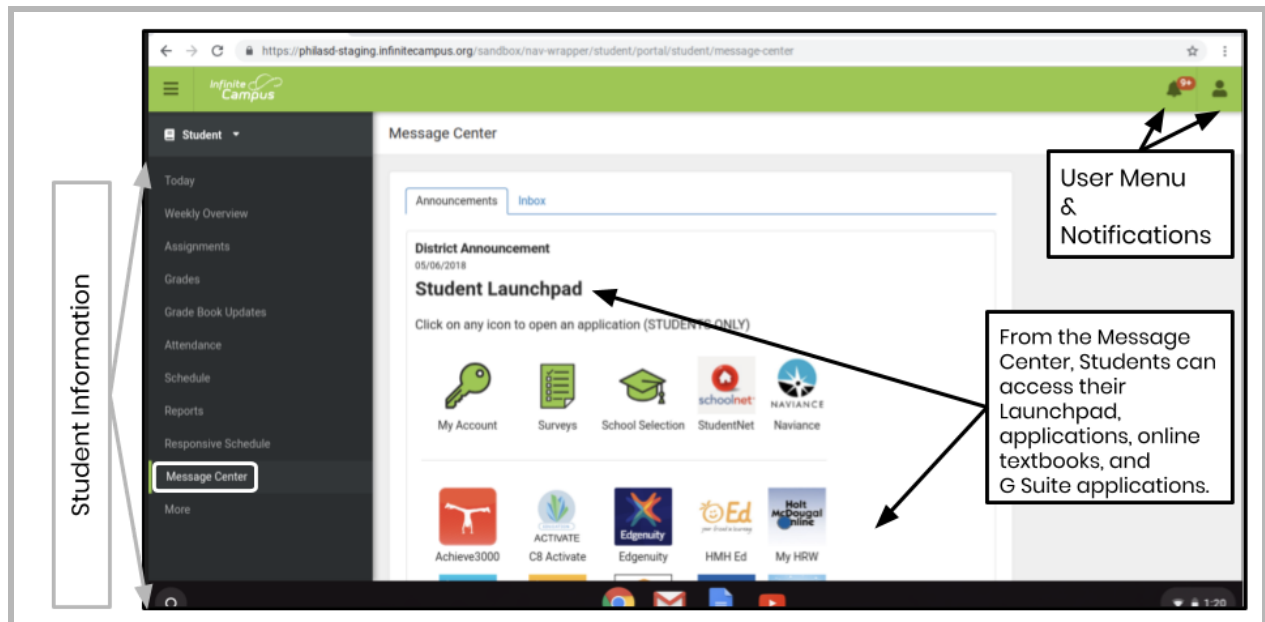 https://philasd-staging.infinitecampus.org/sandbox/nav-wrapper/student/portal/student/message-center
Infinite
Campus
9+
Student
Message Center
User Menu
&
Notifications
Student Information
Today
Weekly Overview
Assignments
Grades
Grade Book Updates
Attendance
Schedule
Reports
Responsive Schedule
Message Center
More
Announcements Inbox
District Announcement
05/06/2018
Student Launchpad
Click on any icon to open an application (STUDENTS ONLY)
schoolnet
NAVIANCE
My Account Surveys School Selection StudentNet Naviance
From the Message
Center, Students can
access their
Launchpad,
applications, online
textbooks, and
G Suite applications.
ACTIVATE
Edgenuity
Ed
Holt
McDougal
Online
Achieve3000 C8 Activate Edgenuity HMH Ed My HRW
1:20